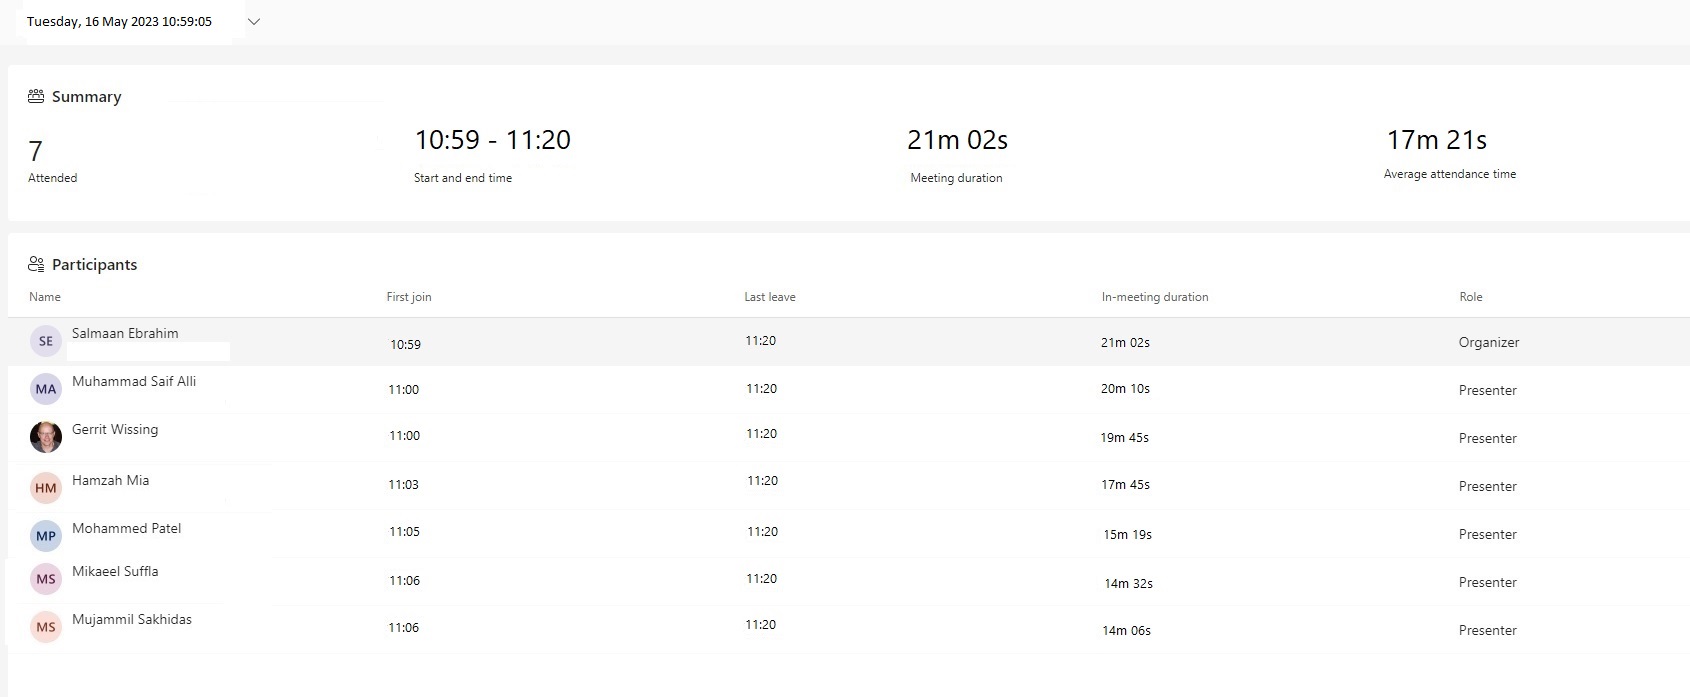 Tuesday, 16 May 2023 10:59:05
Summary
7 10:59 - 11:20 21m 02s 17m 21s
Attended Start and end time Meeting duration Average attendance time
Participants
Name First join Last leave In-meeting duration Role
SE Salmaan Ebrahim 10:59 11:20 21m 02s Organizer
MA Muhammad Saif Alli 11:00 11:20 20m 10s Presenter
Gerrit Wissing 11:00 11:20 19m 45s Presenter
HM Hamzah Mia 11:03 11:20 17m 45s Presenter
MP Mohammed Patel 11:05 11:20 15m 19s Presenter
MS Mikaeel Suffla 11:06 11:20 14m 32s Presenter
MS Mujammil Sakhidas 11:06 11:20 14m 06s Presenter